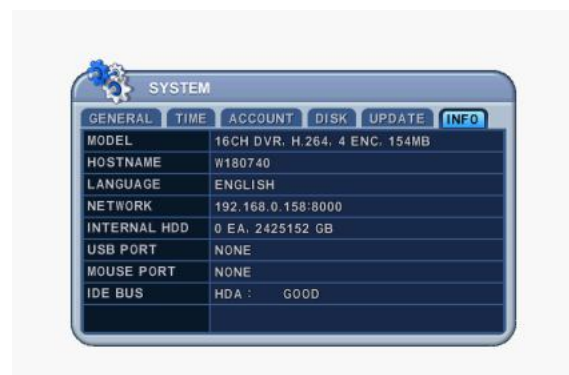 SYSTEM
GENERAL TIME ACCOUNT DISK UPDATE INFO
MODEL 16CH DVR, H.264, 4 ENC, 154MB
HOSTNAME W180740
LANGUAGE ENGLISH
NETWORK 192.168.0.158:8000
INTERNAL HDD 0 EA, 2425152 GB
USB PORT NONE
MOUSE PORT NONE
IDE BUS HDA : GOOD